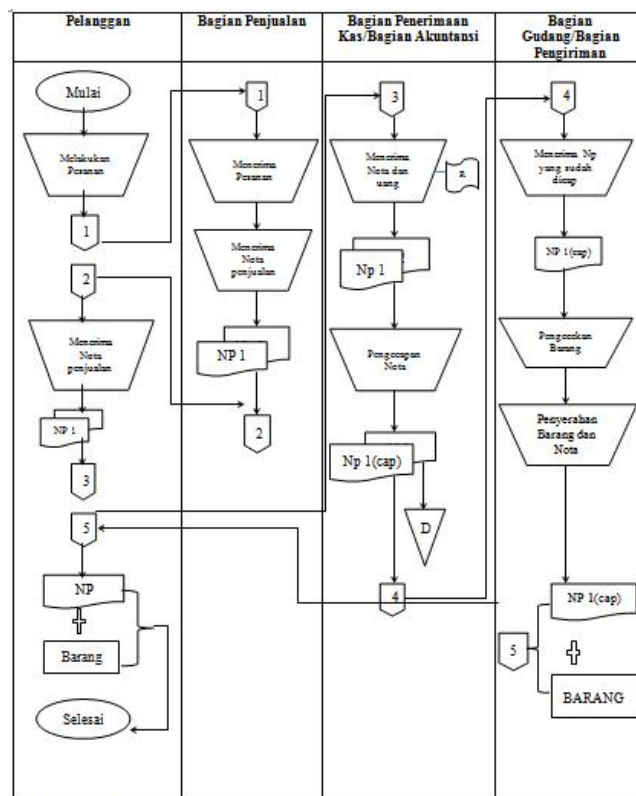 Pelanggan
Bagian Penjualan
Bagian Penerimaan
Kas/Bagian Akuntansi
Bagian
Gudang/Bagian
Pengiriman
Mulai
Melakukan
Pesanan
1
2
Menerima
Nota
penjualan
NP 1
3
5
NP
Barang
Selesai
1
Menerima
Pesanan
Menerima
Nota
penjualan
NP 1
2
3
Menerima
Nota dan
uang
a
Np 1
Pengecapan
Nota
Np 1(cap)
D
4
4
Menerima Np
yang sudah
dicap
NP 1(cap)
Pengecekan
Barang
Penyerahan
Barang dan
Nota
NP 1(cap)
5
BARANG